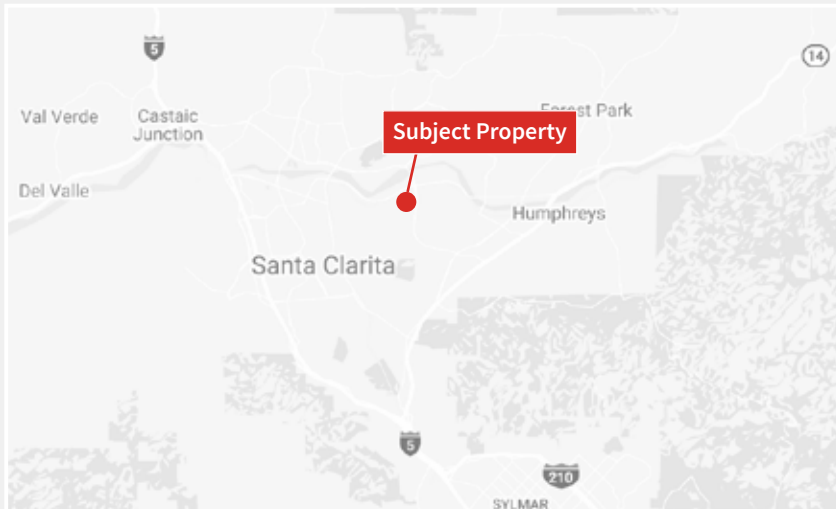 5
14
Val Verde
Castaic
Junction
Forest Park
Subject Property
Del Valle
Humphreys
Santa Clarita
5
210
SYLMAR